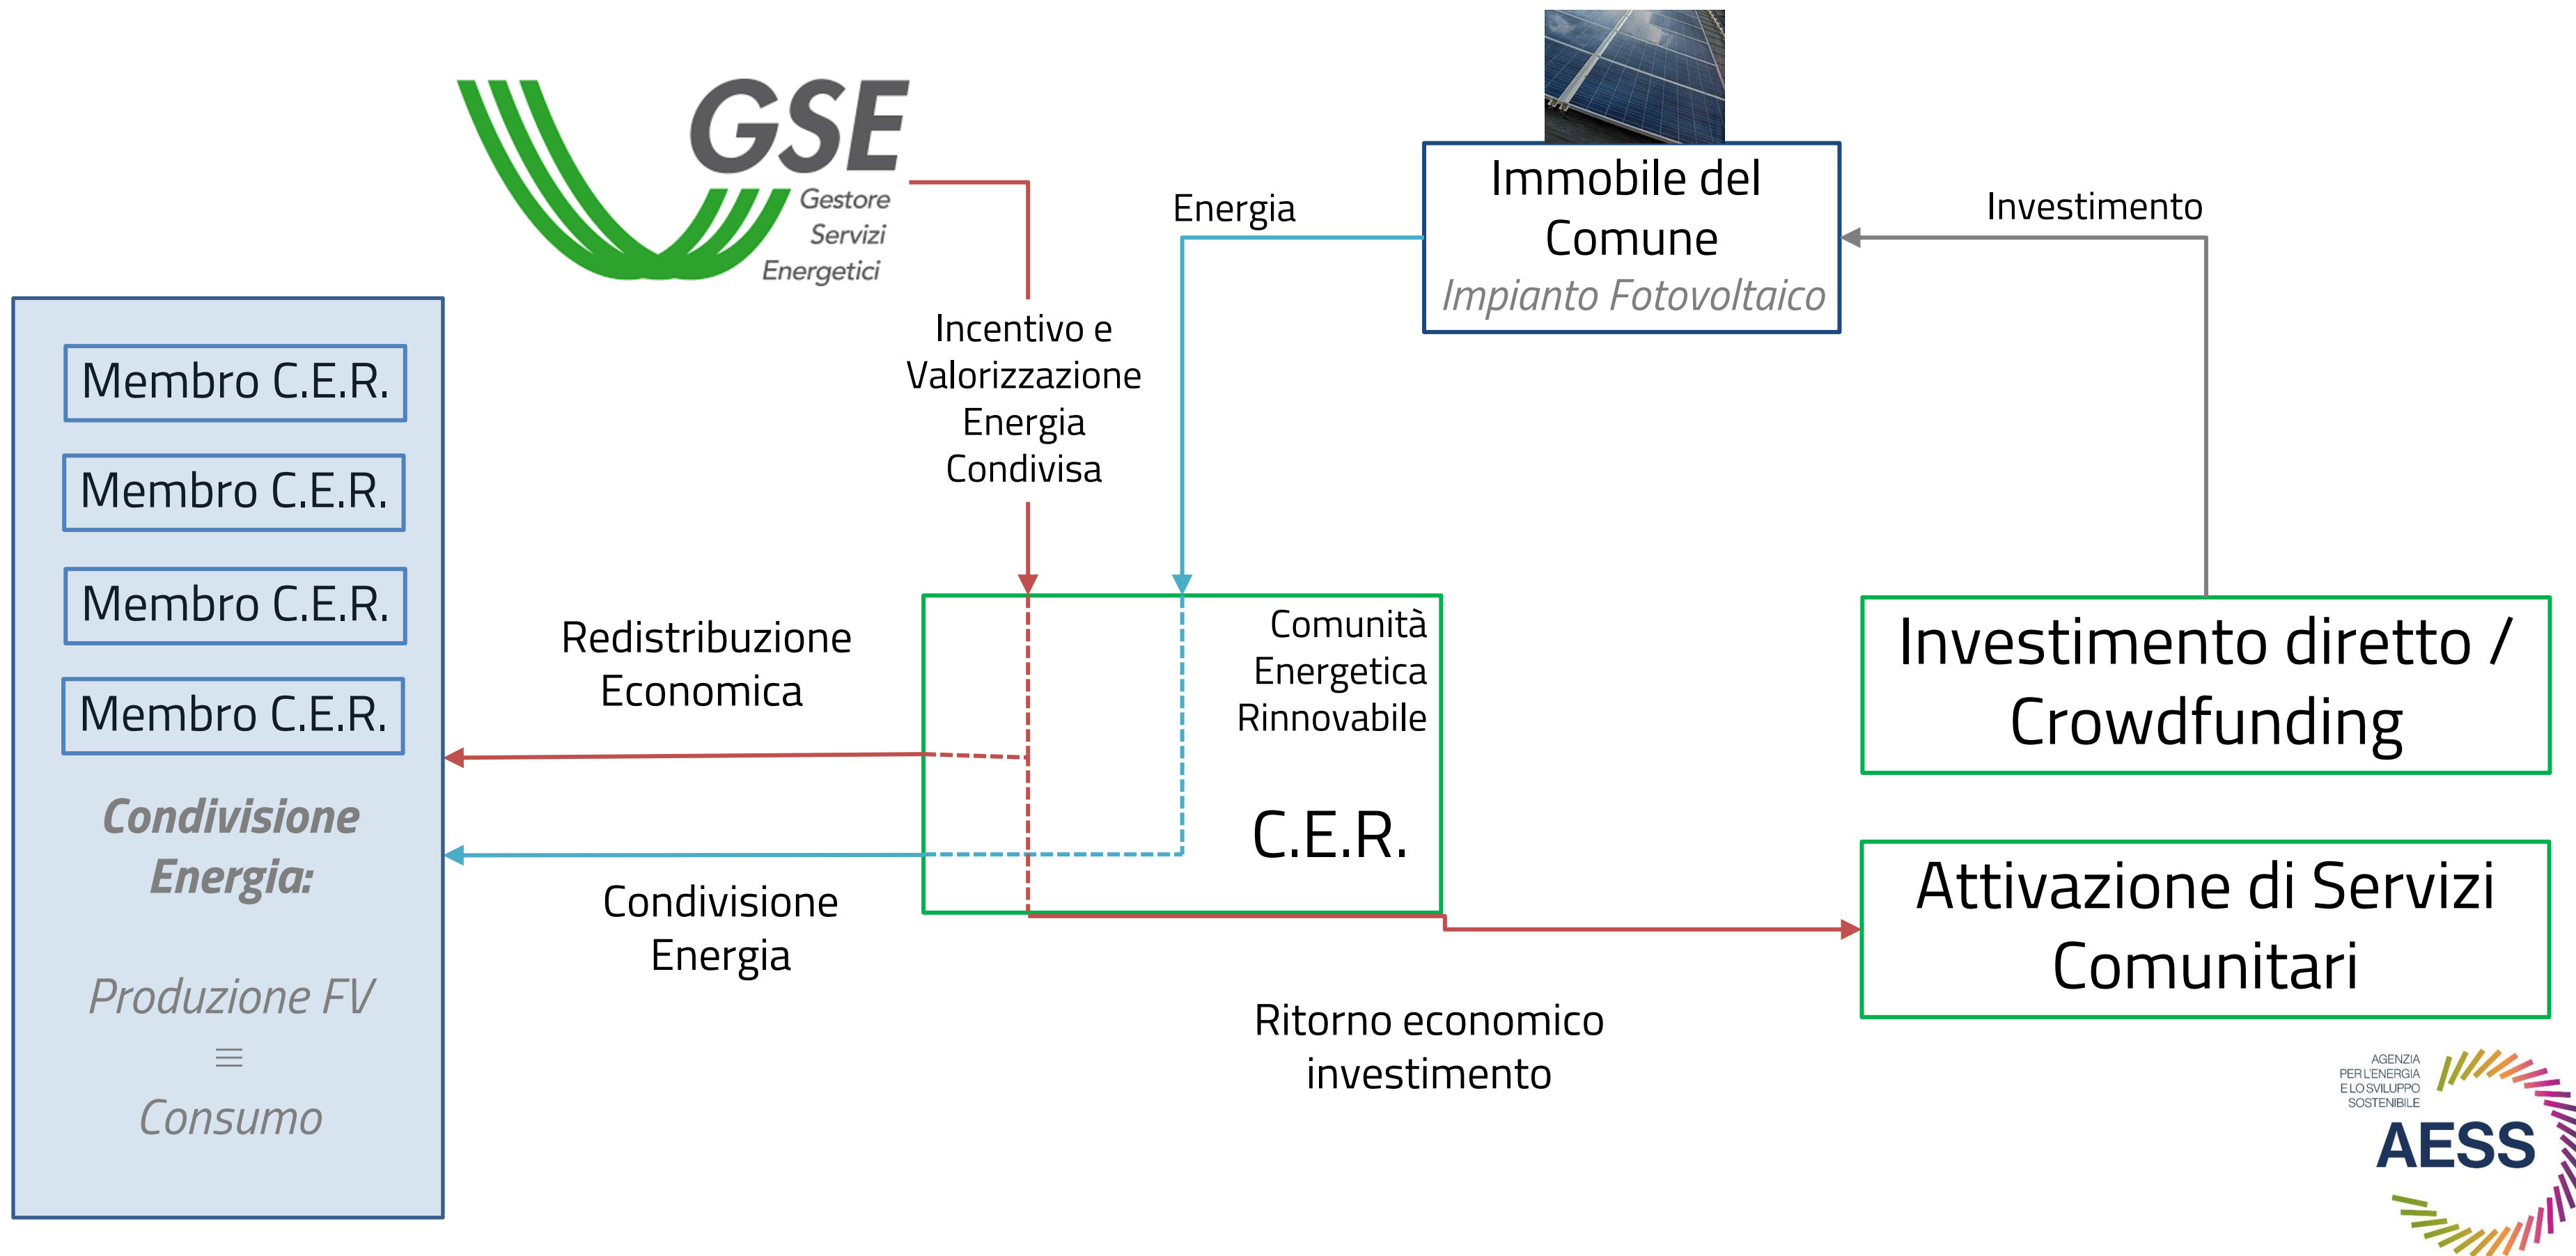 GSE
Gestore
Servizi
Energetici
Immobile del
Comune
Impianto Fotovoltaico
Energia
Investimento
Incentivo e
Valorizzazione
Energia
Condivisa
Membro C.E.R.
Membro C.E.R.
Membro C.E.R.
Membro C.E.R.
Condivisione
Energia:
Produzione FV
≡
Consumo
Redistribuzione
Economica
Condivisione
Energia
Comunità
Energetica
Rinnovabile
C.E.R.
Investimento diretto /
Crowdfunding
Attivazione di Servizi
Comunitari
Ritorno economico
investimento
AGENZIA
PER L'ENERGIA
E LO SVILUPPO
SOSTENIBILE
AESS